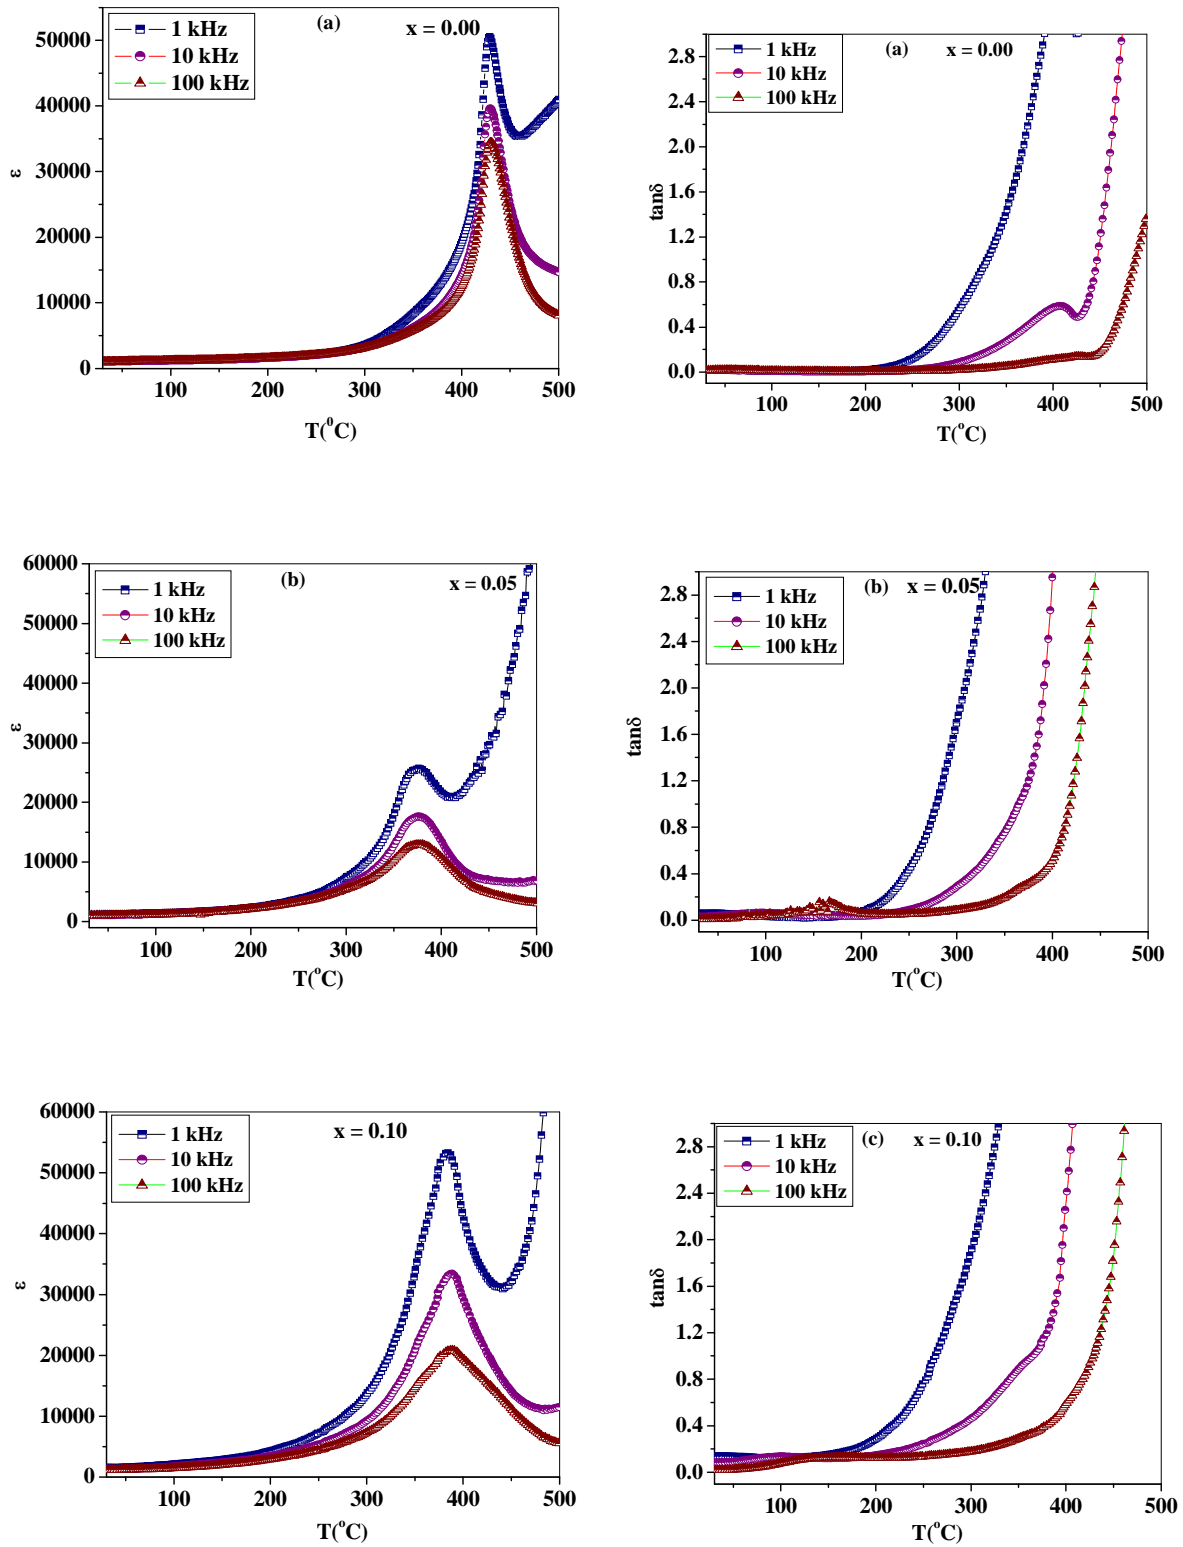 (a)
x = 0.00
1 kHz
10 kHz
100 kHz
50000
40000
30000
20000
10000
0
ε
100 200 300 400 500
T(⁰C)
(a)
x = 0.00
1 kHz
10 kHz
100 kHz
2.8
2.4
2.0
1.6
1.2
0.8
0.4
0.0
tanδ
100 200 300 400 500
T(°C)
(b)
x = 0.05
1 kHz
10 kHz
100 kHz
60000
50000
40000
30000
20000
10000
0
ε
100 200 300 400 500
T(°C)
(b) x = 0.05
1 kHz
10 kHz
100 kHz
2.8
2.4
2.0
1.6
1.2
0.8
0.4
0.0
tanδ
100 200 300 400 500
T(°C)
x = 0.10
1 kHz
10 kHz
100 kHz
60000
50000
40000
30000
20000
10000
0
ε
100 200 300 400 500
T(°C)
(c) x = 0.10
1 kHz
10 kHz
100 kHz
2.8
2.4
2.0
1.6
1.2
0.8
0.4
0.0
tanδ
100 200 300 400 500
T(°C)